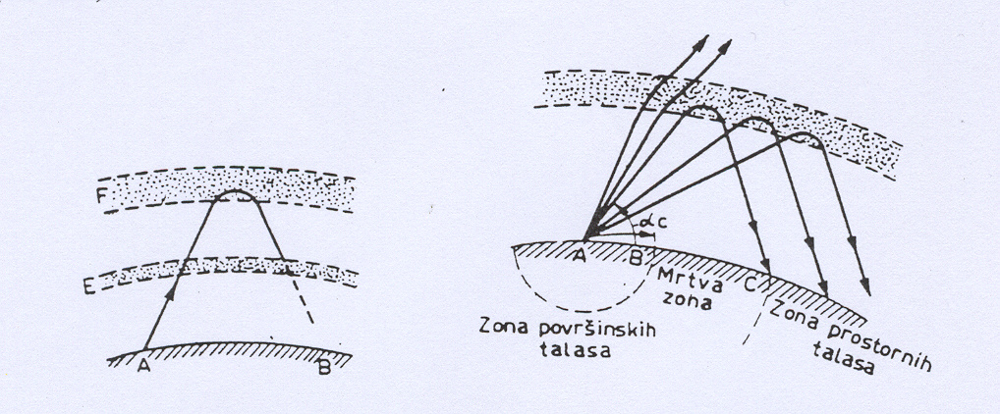 F
E
A
B
αc
A
B
Mrtva
zona
C
Zona površinskih
talasa
Zona prostornih
talasa